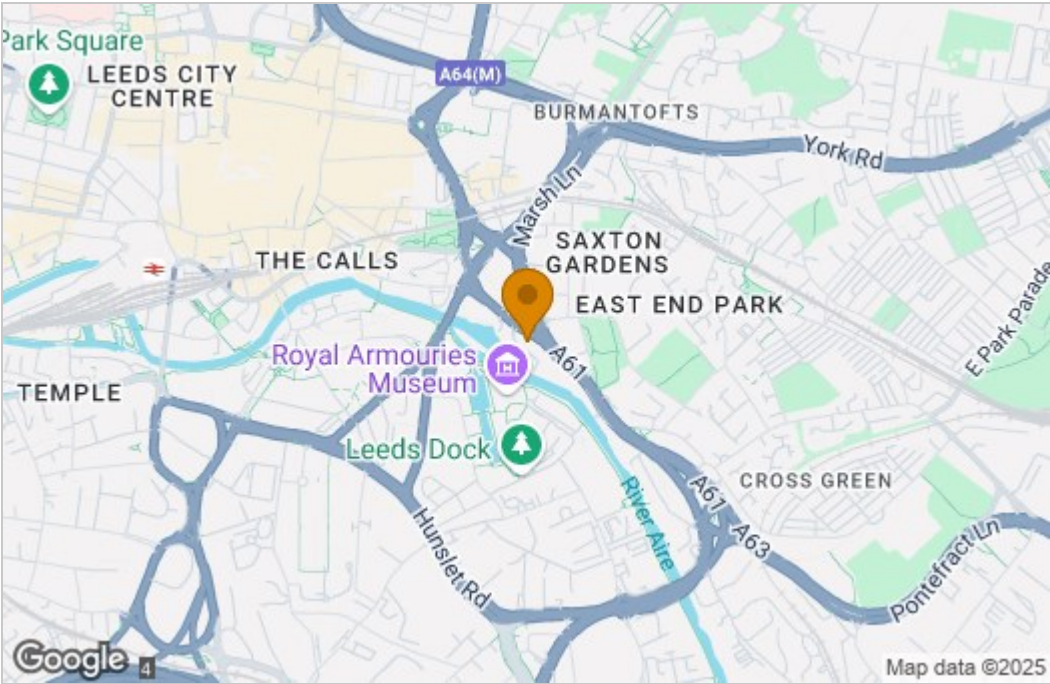 Park Square
LEEDS CITY
CENTRE
A64(M)
BURMANTOFTS
York Rd
Marsh Ln
SAXTON
GARDENS
THE CALLS
EAST END PARK
E Park Parade
Royal Armouries
Museum
A61
TEMPLE
Leeds Dock
CROSS GREEN
A61
A63
River Aire
Hunslet Rd
Pontefract Ln
Google
4
Map data ©2025